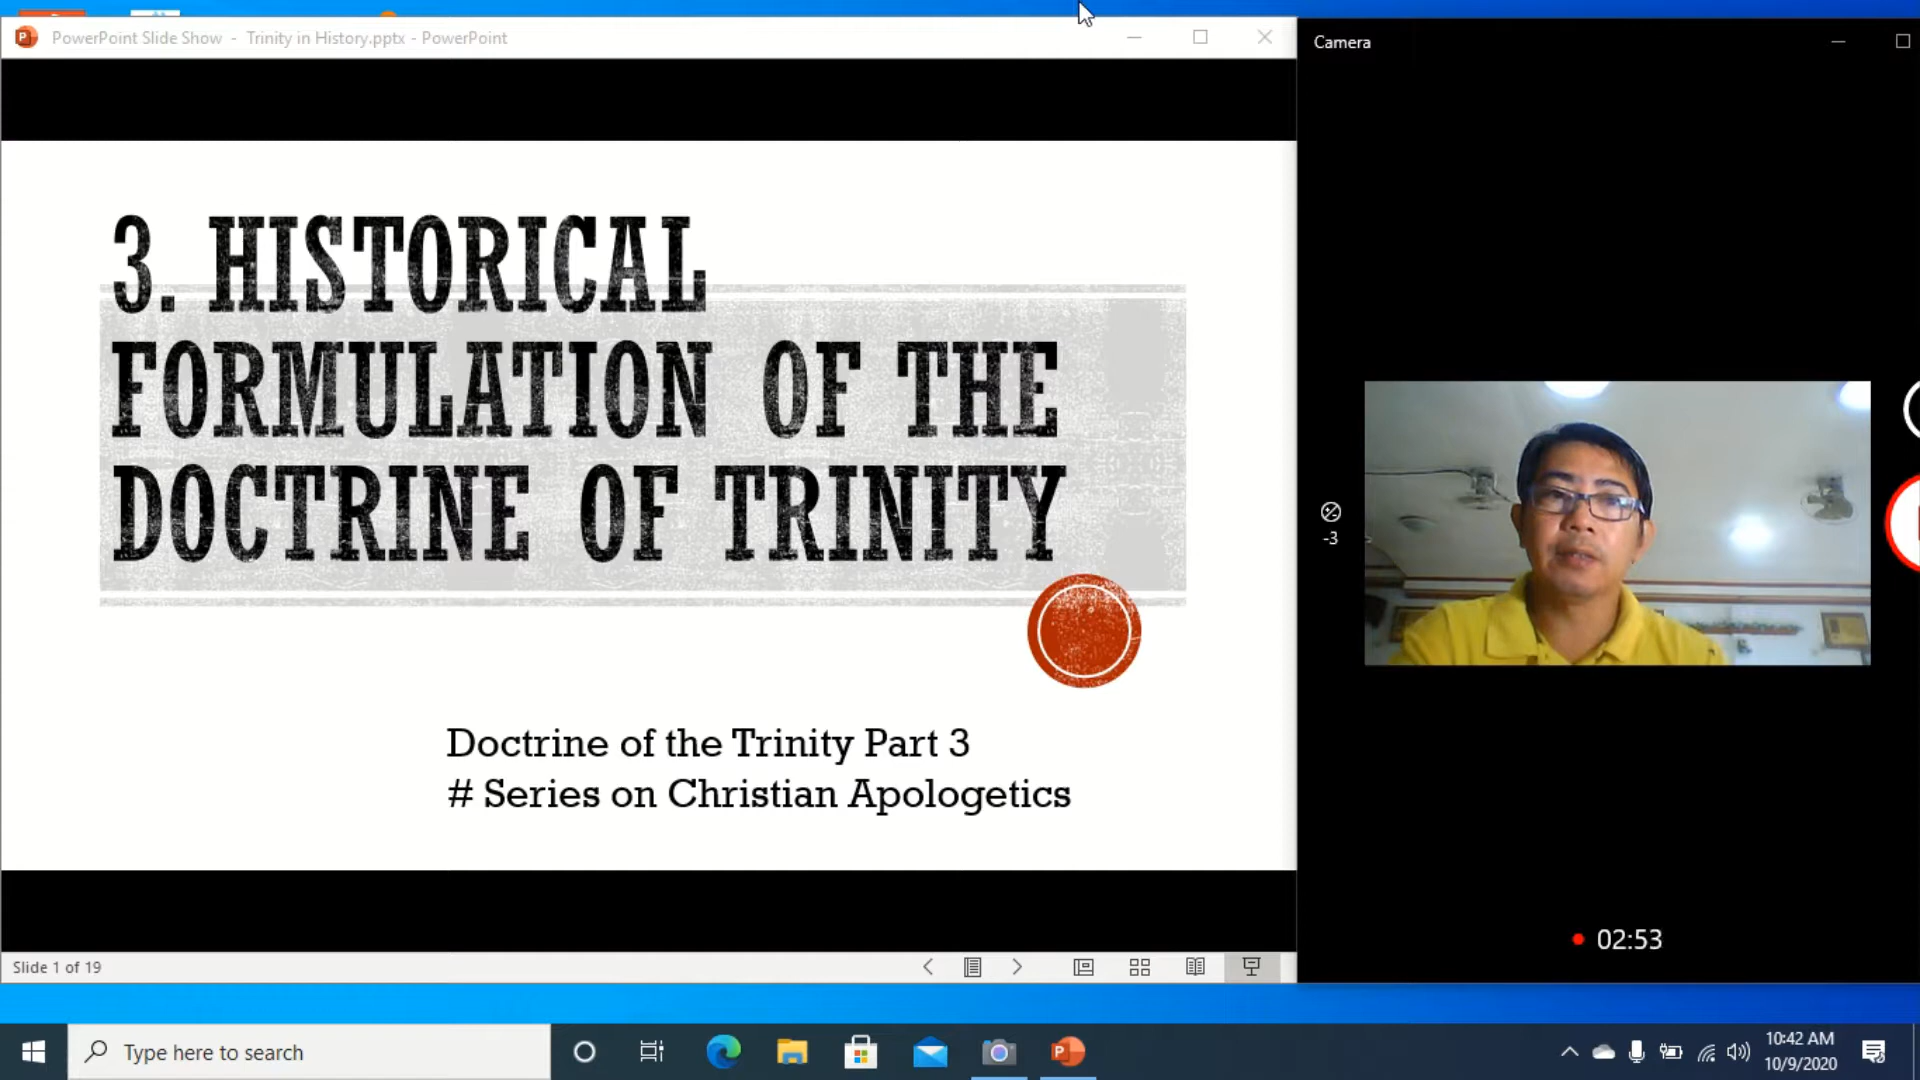 PowerPoint Slide Show - Trinity in History.pptx - PowerPoint
Camera
3. HISTORICAL
FORMULATION OF THE
DOCTRINE OF TRINITY
-3
Doctrine of the Trinity Part 3
# Series on Christian Apologetics
02:53
Slide 1 of 19
Type here to search
10:42 AM
10/9/2020